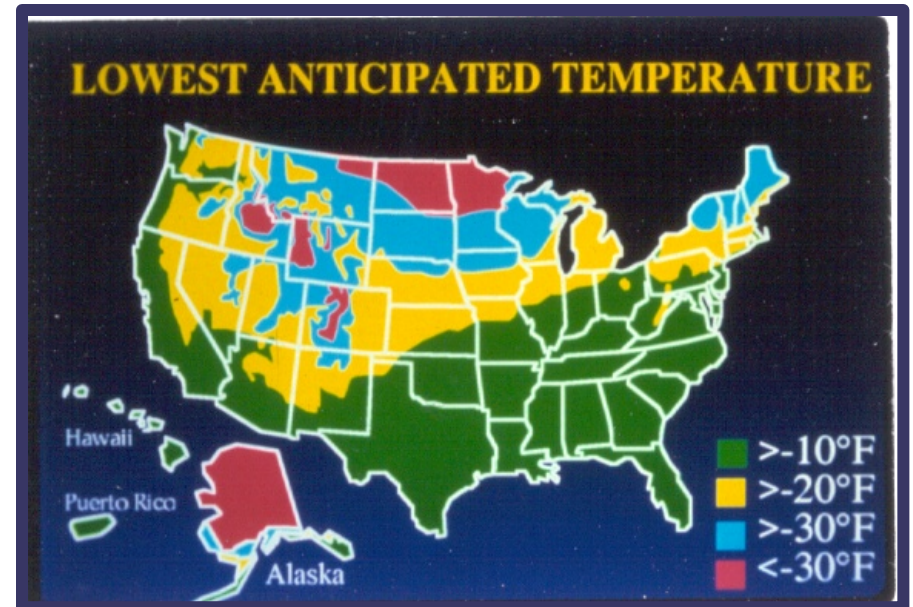 LOWEST ANTICIPATED TEMPERATURE
Hawaii
Puerto Rico
Alaska
>-10°F
>-20°F
>-30°F
<-30°F